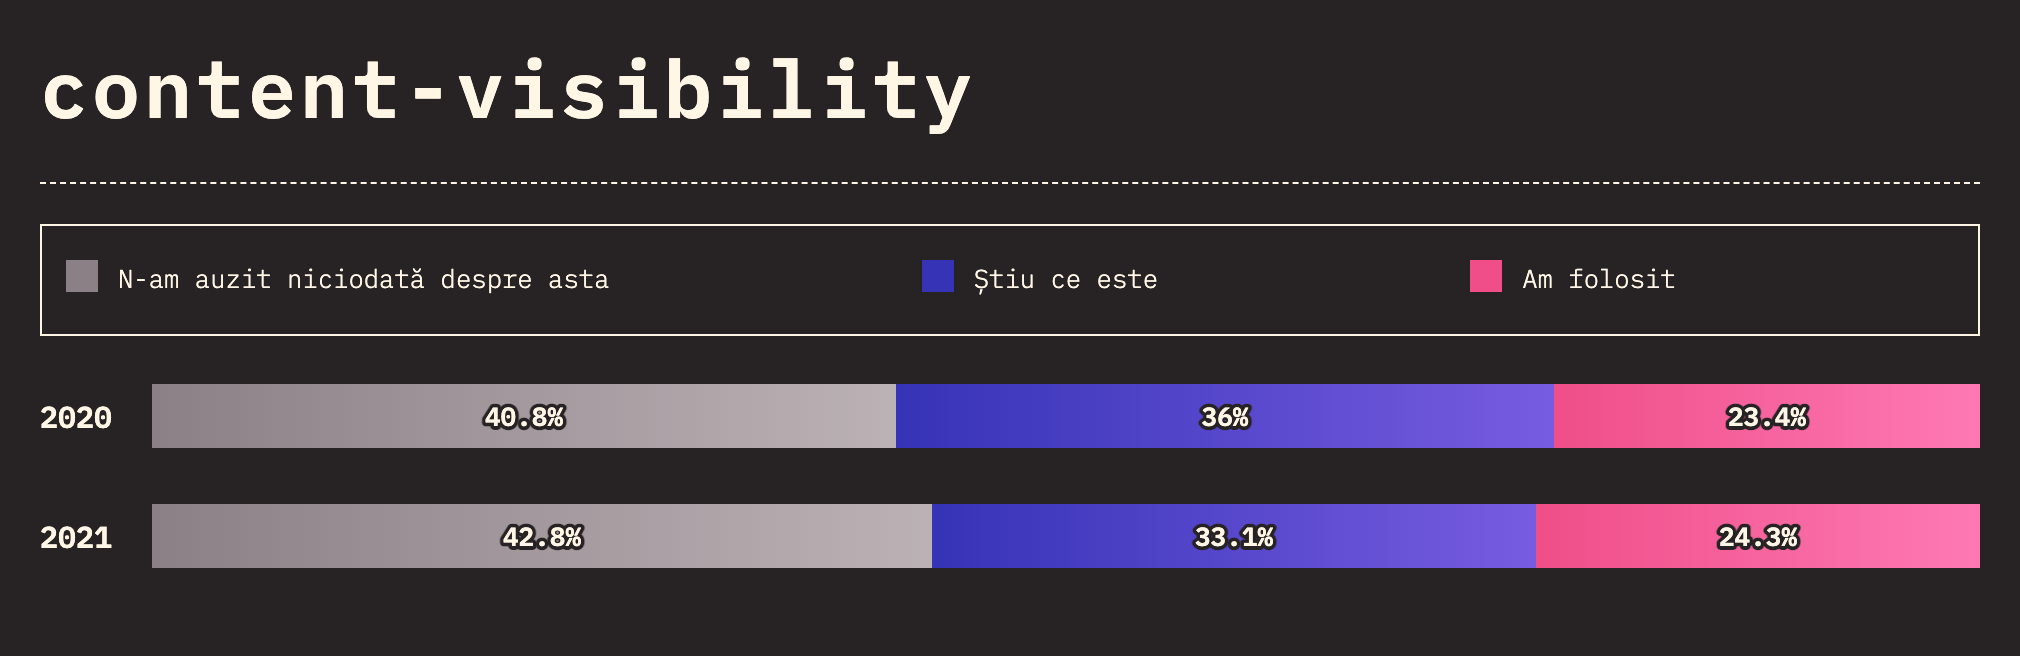 content-visibility
N-am auzit niciodată despre asta Știu ce este Am folosit
2020 40.8% 36% 23.4%
2021 42.8% 33.1% 24.3%